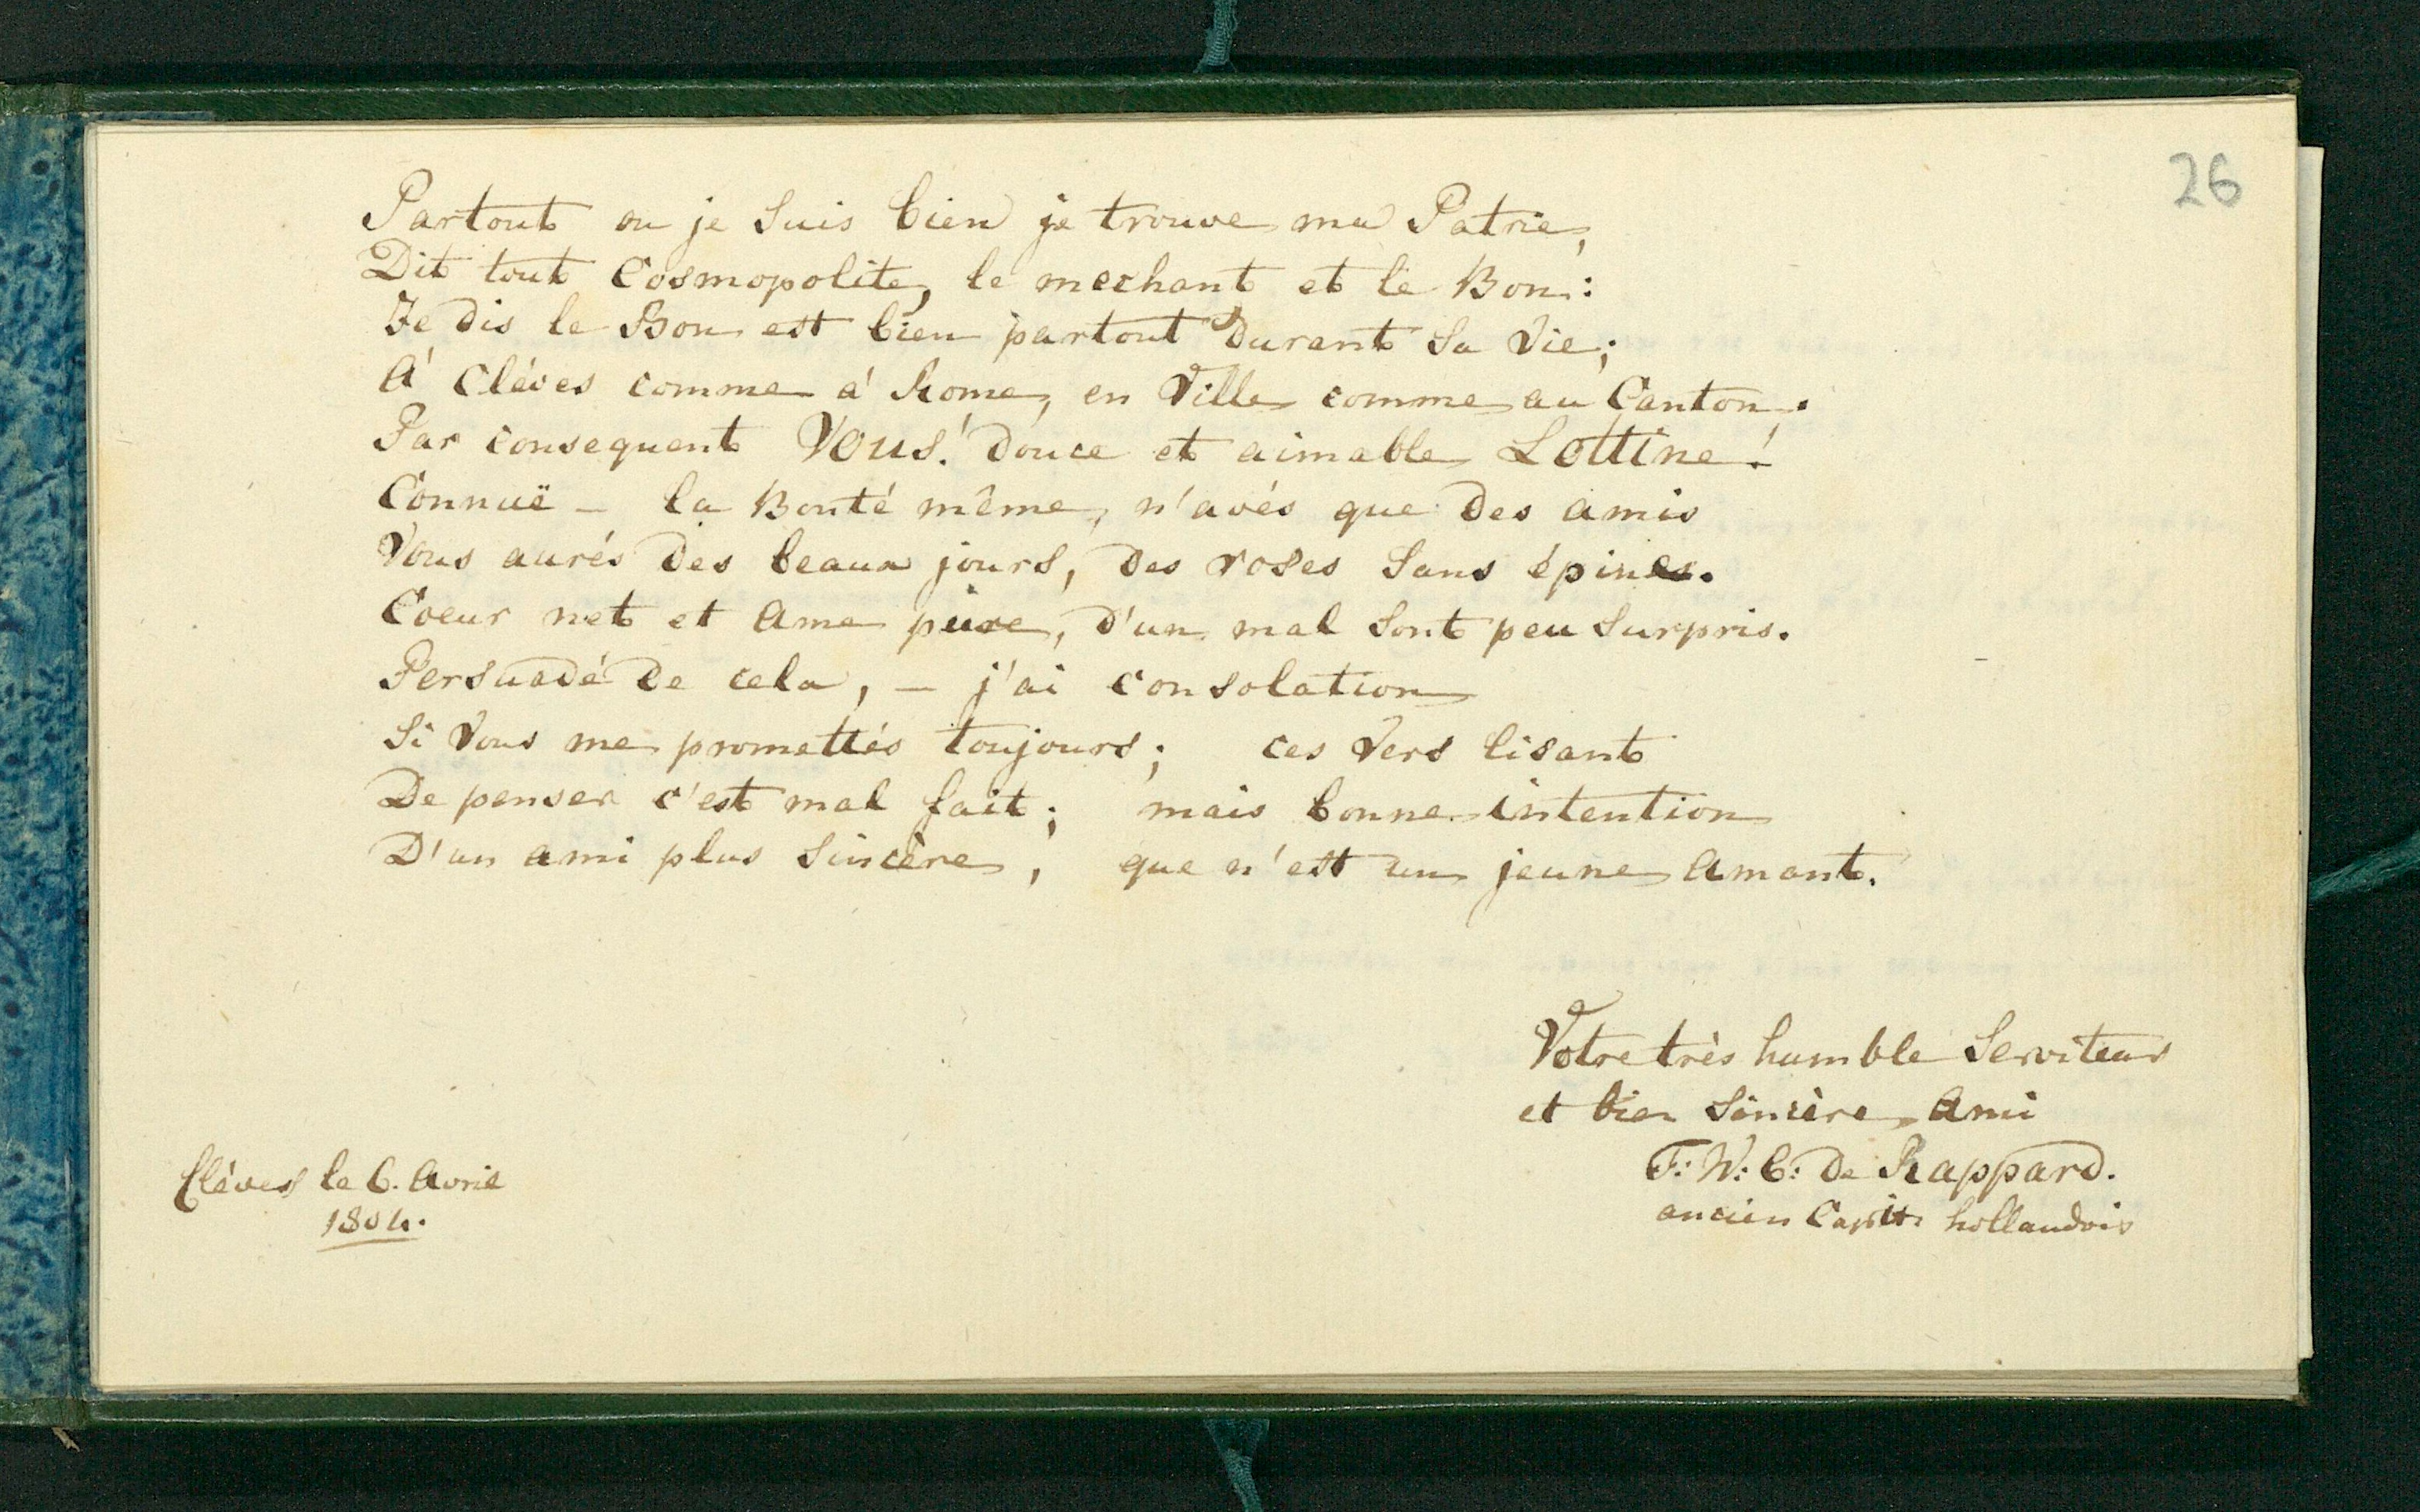 26
Partout ou je suis bien je trouve ma Patrie,
Dit tout Cosmopolite, le mechant et le Bon:
Je dis le Bon est bien partout durant sa vie;
A' Cléves comme a' Rome, en Ville comme au Canton.
Par consequent Vous! douce et aimable Lottine!
Connuë – la Bonté même, n'avés que des amis
Vous aurés des beaux jours, des roses sans épines.
Coeur net et ame pure, d'un mal sont peu surpris.
Persuadé de cela, – j'ai consolation
Si vous me promettés toujours; ces vers lisant
De penser c'est mal fait; mais bonne intention
D'un ami plus sincère, que n'est un jeune amant.
Votre très humble serviteur
et bien sincère ami
F: W: C: de Rappard.
ancien Capit: hollandois
Clèves le 6. Avril
1804.